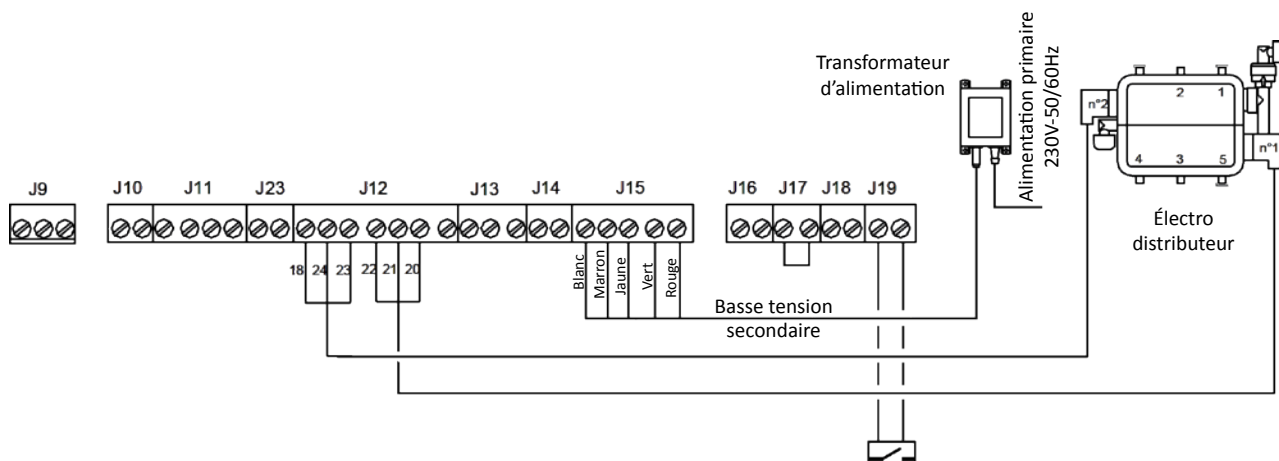 Transformateur
d’alimentation
Alimentation primaire
230V-50/60Hz
n°2
2
1
4
3
5
n°1
Électro
distributeur
J9
J10
J11
J23
J12
J13
J14
J15
J16
J17
J18
J19
18
24
23
22
21
20
Blanc
Marron
Jaune
Vert
Rouge
Basse tension
secondaire